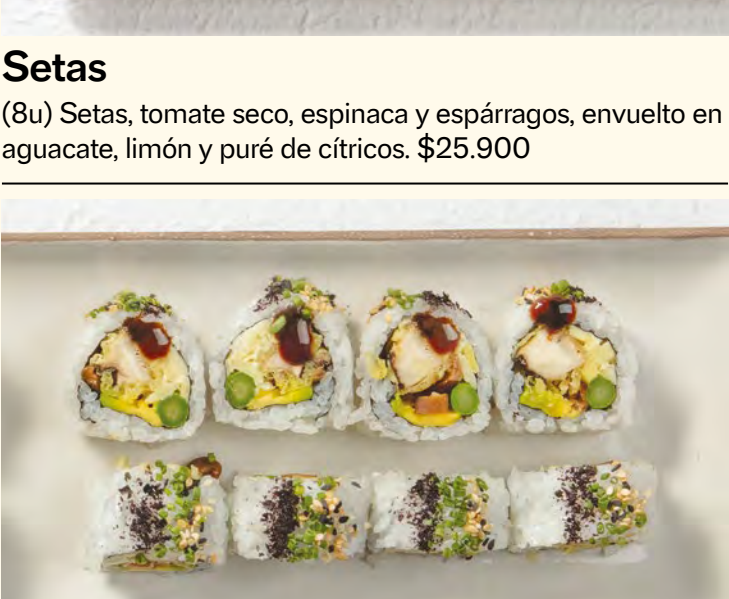 Setas
(8u) Setas, tomate seco, espinaca y espárragos, envuelto en
aguacate, limón y puré de cítricos. $25.900